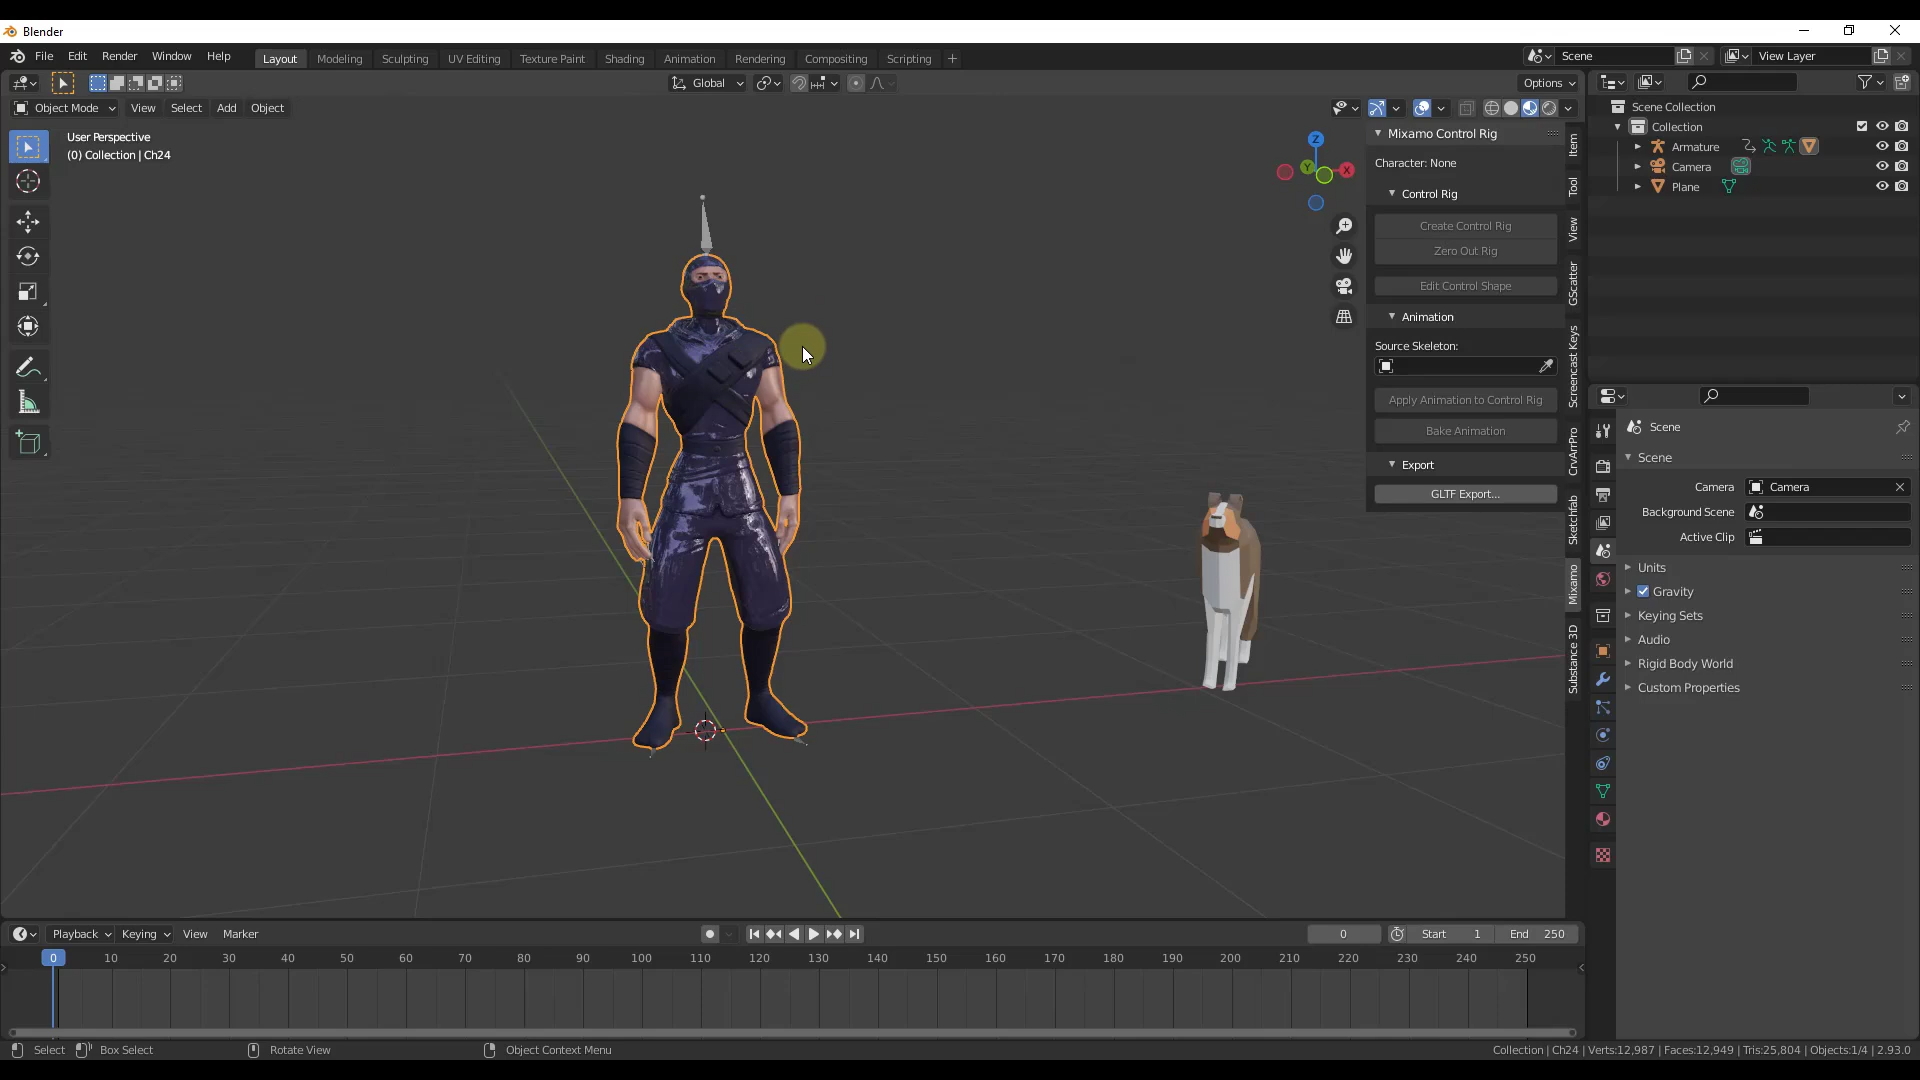 Blender
File Edit Render Window Help
Layout Modeling Sculpting UV Editing Texture Paint Shading Animation Rendering Compositing Scripting +
Scene
View Layer
Global
Options
Object Mode View Select Add Object
User Perspective
(0) Collection | Ch24
Z
Y
X
Mixamo Control Rig
Character: None
Control Rig
Create Control Rig
Zero Out Rig
Edit Control Shape
Animation
Source Skeleton:
Apply Animation to Control Rig
Bake Animation
Export
GLTF Export...
Item
Tool
View
GScatter
Screencast Keys
CrvArrPro
Sketchfab
Mixamo
Substance 3D
Scene Collection
Collection
Armature
Camera
Plane
Scene
Scene
Camera Camera
Background Scene
Active Clip
Units
Gravity
Keying Sets
Audio
Rigid Body World
Custom Properties
Playback Keying View Marker
0
Start 1
End 250
0 10 20 30 40 50 60 70 80 90 100 110 120 130 140 150 160 170 180 190 200 210 220 230 240 250
Select Box Select Rotate View Object Context Menu
Collection | Ch24 | Verts:12,987 | Faces:12,949 | Tris:25,804 | Objects:1/4 | 2.93.0